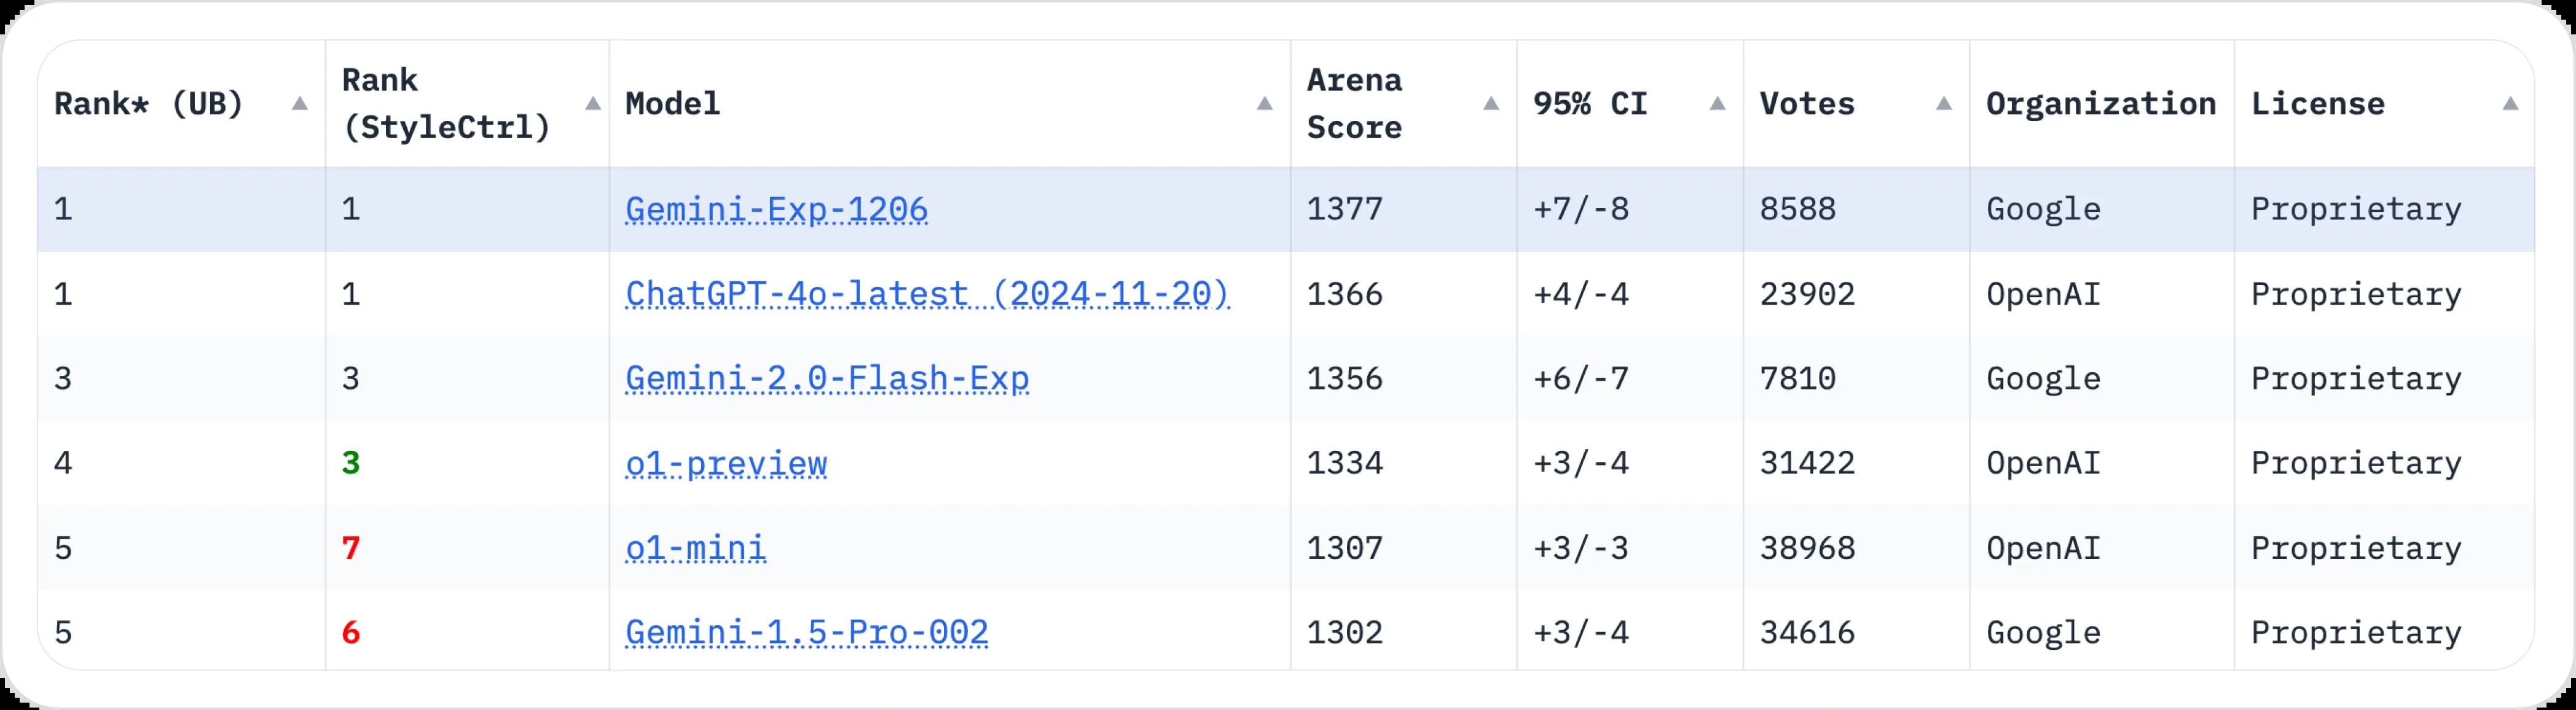 Rank* (UB) ▲ Rank (StyleCtrl) ▲ Model ▲ Arena Score ▲ 95% CI ▲ Votes ▲ Organization License ▲
1 1 Gemini-Exp-1206 1377 +7/-8 8588 Google Proprietary
1 1 ChatGPT-4o-latest (2024-11-20) 1366 +4/-4 23902 OpenAI Proprietary
3 3 Gemini-2.0-Flash-Exp 1356 +6/-7 7810 Google Proprietary
4 3 o1-preview 1334 +3/-4 31422 OpenAI Proprietary
5 7 o1-mini 1307 +3/-3 38968 OpenAI Proprietary
5 6 Gemini-1.5-Pro-002 1302 +3/-4 34616 Google Proprietary